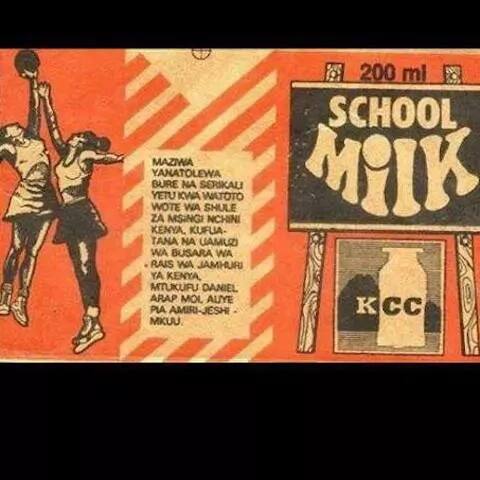 MAZIWA
YANATOLEWA
BURE NA SERIKALI
YETU KWA WATOTO
WOTE WA SHULE
ZA MSINGI NCHINI
KENYA, KUFUA-
TANA NA UAMUZI
WA BUSARA WA
RAIS WA JAMHURI
YA KENYA,
MTUKUFU DANIEL
ARAP MOI, AUYE
PIA AMIRI-JESHI -
MKUU.
200 ml
SCHOOL
MilK
KCC